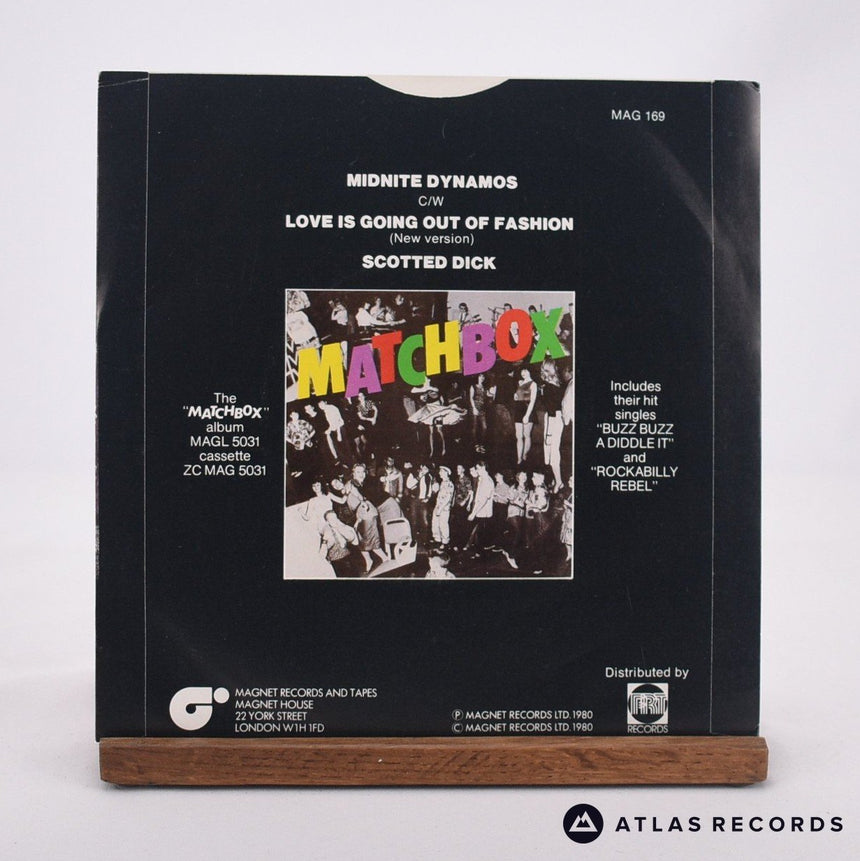 MAG 169
MIDNITE DYNAMOS
C/W
LOVE IS GOING OUT OF FASHION
(New version)
SCOTTED DICK
MATCHBOX
The
"MATCHBOX"
album
MAGL 5031
cassette
ZC MAG 5031
Includes
their hit
singles
"BUZZ BUZZ
A DIDDLE IT"
and
"ROCKABILLY
REBEL"
MAGNET RECORDS AND TAPES
MAGNET HOUSE
22 YORK STREET
LONDON W1H 1FD
Ⓟ MAGNET RECORDS LTD. 1980
© MAGNET RECORDS LTD. 1980
Distributed by
PRT
RECORDS
ATLAS RECORDS